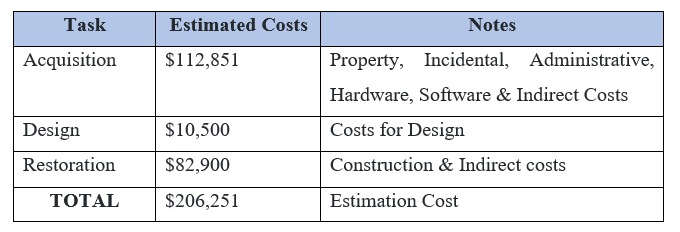 Task Estimated Costs Notes
Acquisition $112,851 Property, Incidental, Administrative,
Hardware, Software & Indirect Costs
Design $10,500 Costs for Design
Restoration $82,900 Construction & Indirect costs
TOTAL $206,251 Estimation Cost